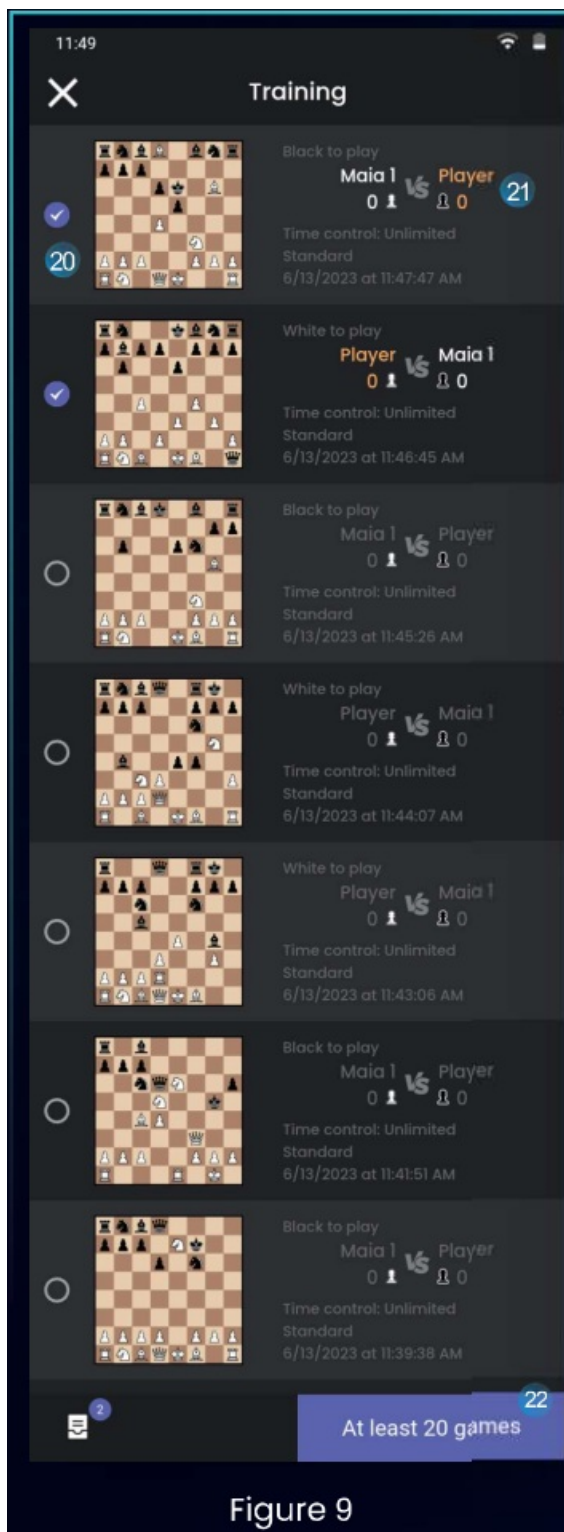 11:49
Training
Black to play
Maia 1 VS Player
0 0
21
20
Time control: Unlimited
Standard
6/13/2023 at 11:47:47 AM
White to play
Player VS Maia 1
0 0
Time control: Unlimited
Standard
6/13/2023 at 11:46:45 AM
Black to play
Maia 1 VS Player
0 0
Time control: Unlimited
Standard
6/13/2023 at 11:45:26 AM
White to play
Player VS Maia 1
0 0
Time control: Unlimited
Standard
6/13/2023 at 11:44:07 AM
White to play
Player VS Maia 1
0 0
Time control: Unlimited
Standard
6/13/2023 at 11:43:06 AM
Black to play
Maia 1 VS Player
0 0
Time control: Unlimited
Standard
6/13/2023 at 11:41:51 AM
Black to play
Maia 1 VS Player
0 0
Time control: Unlimited
Standard
6/13/2023 at 11:39:38 AM
22
2
At least 20 games
Figure 9